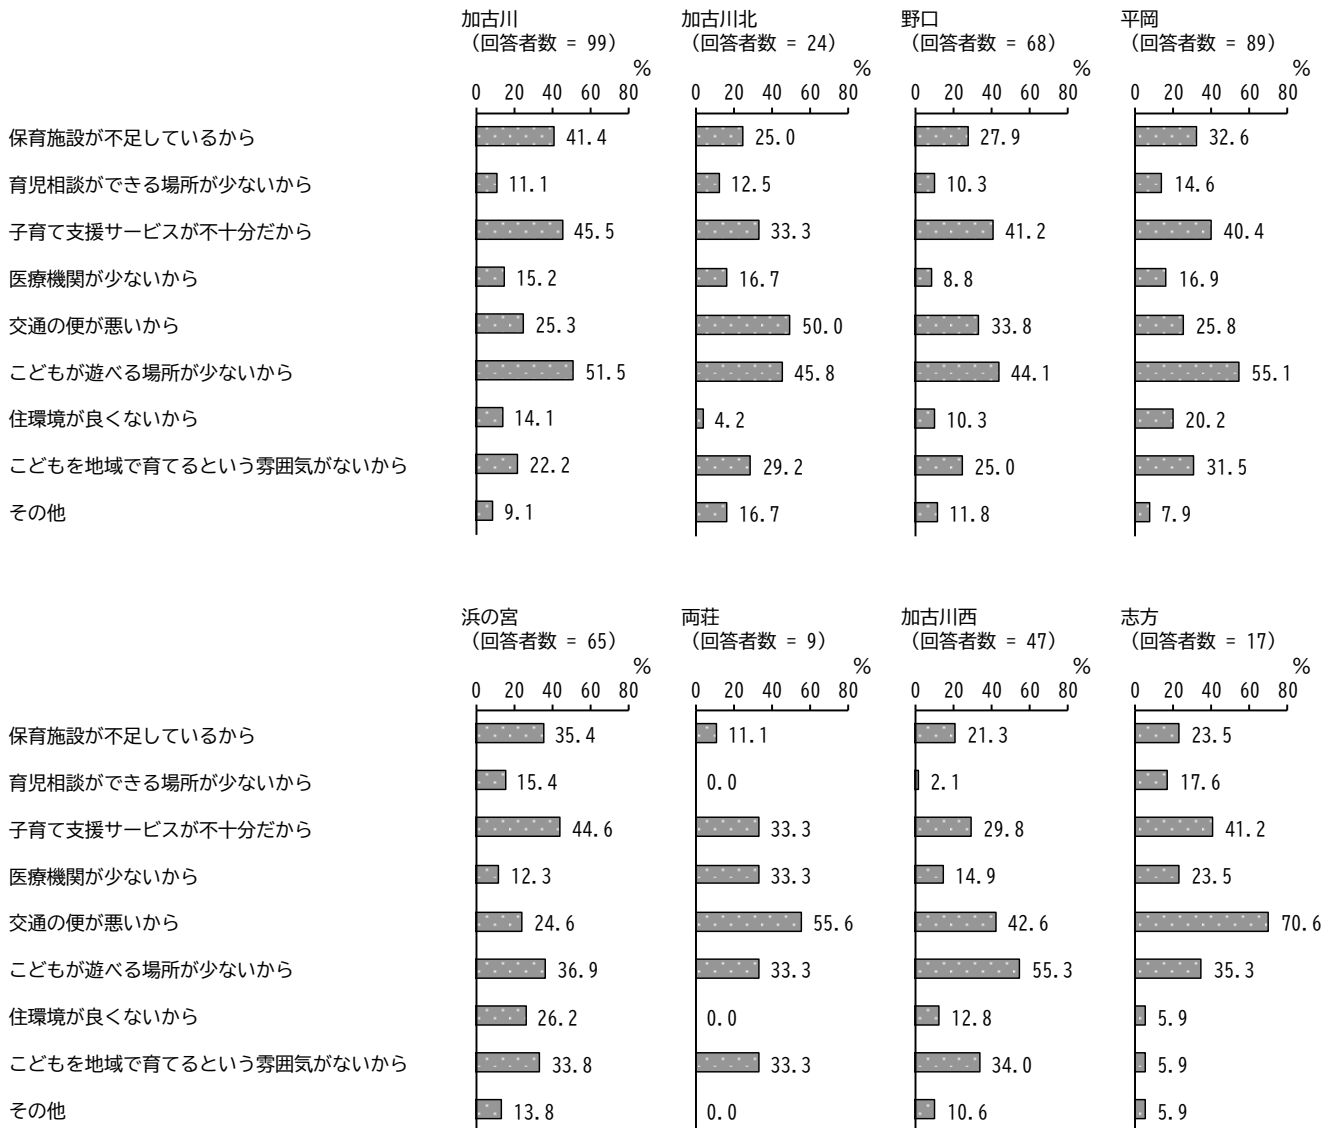 加古川 加古川北 野口 平岡
（回答者数 = 99） （回答者数 = 24） （回答者数 = 68） （回答者数 = 89）
% % % %
0 20 40 60 80 0 20 40 60 80 0 20 40 60 80 0 20 40 60 80
保育施設が不足しているから 41.4 25.0 27.9 32.6
育児相談ができる場所が少ないから 11.1 12.5 10.3 14.6
子育て支援サービスが不十分だから 45.5 33.3 41.2 40.4
医療機関が少ないから 15.2 16.7 8.8 16.9
交通の便が悪いから 25.3 50.0 33.8 25.8
こどもが遊べる場所が少ないから 51.5 45.8 44.1 55.1
住環境が良くないから 14.1 4.2 10.3 20.2
こどもを地域で育てるという雰囲気がないから 22.2 29.2 25.0 31.5
その他 9.1 16.7 11.8 7.9
浜の宮 両荘 加古川西 志方
（回答者数 = 65） （回答者数 = 9） （回答者数 = 47） （回答者数 = 17）
% % % %
0 20 40 60 80 0 20 40 60 80 0 20 40 60 80 0 20 40 60 80
保育施設が不足しているから 35.4 11.1 21.3 23.5
育児相談ができる場所が少ないから 15.4 0.0 2.1 17.6
子育て支援サービスが不十分だから 44.6 33.3 29.8 41.2
医療機関が少ないから 12.3 33.3 14.9 23.5
交通の便が悪いから 24.6 55.6 42.6 70.6
こどもが遊べる場所が少ないから 36.9 33.3 55.3 35.3
住環境が良くないから 26.2 0.0 12.8 5.9
こどもを地域で育てるという雰囲気がないから 33.8 33.3 34.0 5.9
その他 13.8 0.0 10.6 5.9